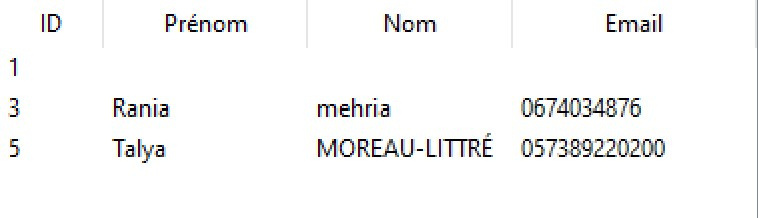 ID Prénom Nom Email
1
3 Rania mehria 0674034876
5 Talya MOREAU-LITTRÉ 057389220200